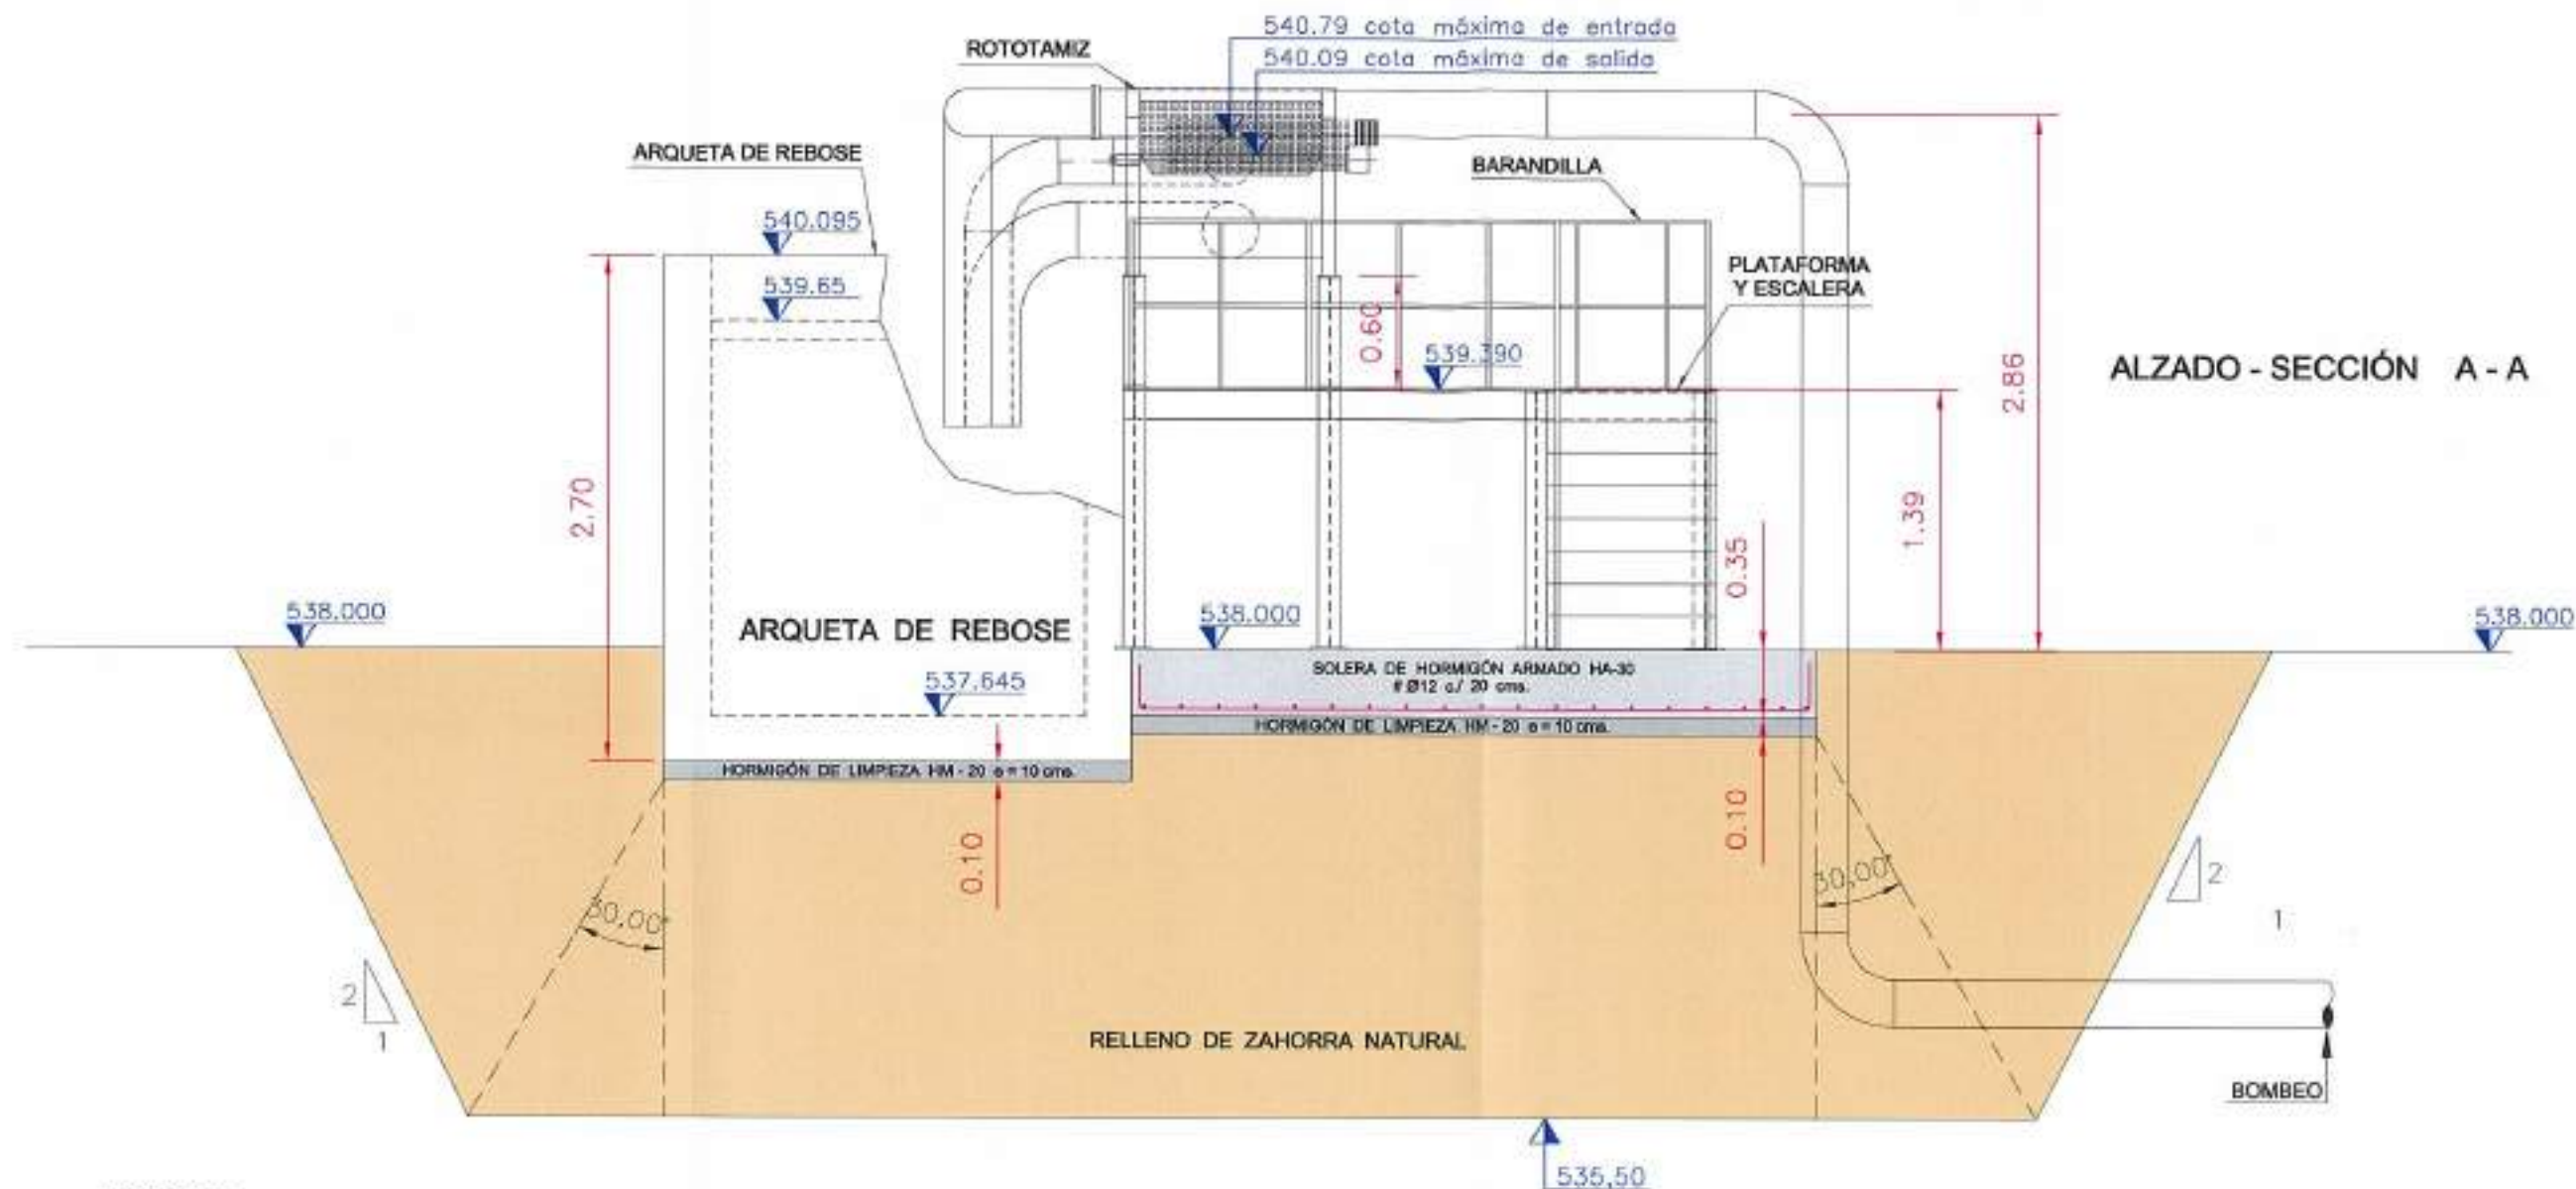 540.79 cota máxima de entrada
540.09 cota máxima de salida
ROTOTAMIZ
ARQUETA DE REBOSE
BARANDILLA
540.095
539.65
PLATAFORMA
Y ESCALERA
0.60
539.390
ALZADO - SECCIÓN A - A
2.86
2.70
1.39
0.35
538.000
ARQUETA DE REBOSE
538.000
538.000
537.645
SOLERA DE HORMIGÓN ARMADO HA-30
# Ø12 c/ 20 cms.
HORMIGÓN DE LIMPIEZA HM - 20 e = 10 cms.
HORMIGÓN DE LIMPIEZA HM - 20 e = 10 cms.
0.10
0.10
30,00°
30,00°
2
1
2
1
RELLENO DE ZAHORRA NATURAL
BOMBEO
535,50